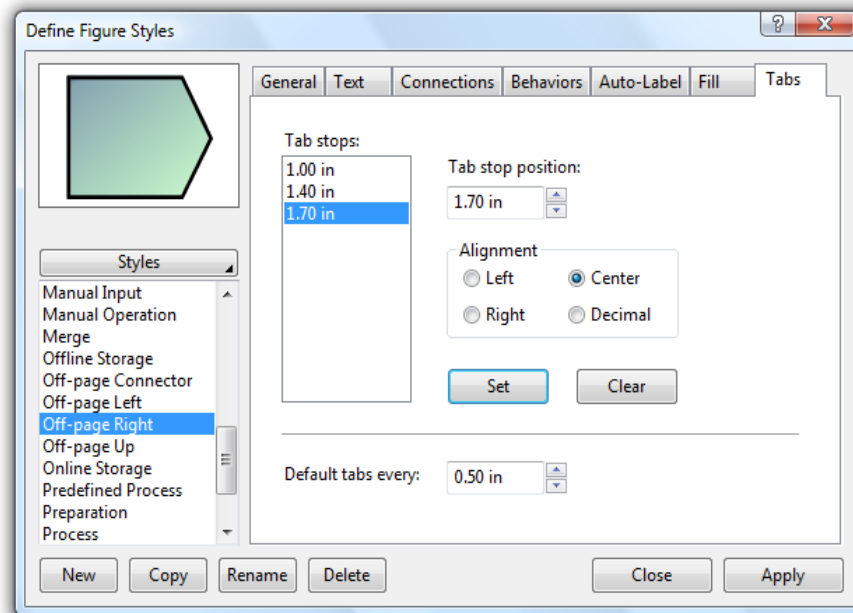 Define Figure Styles
?
General Text Connections Behaviors Auto-Label Fill Tabs
Tab stops:
1.00 in
1.40 in
1.70 in
Tab stop position:
1.70 in
Alignment
Left Center
Right Decimal
Set Clear
Default tabs every: 0.50 in
Styles
Manual Input
Manual Operation
Merge
Offline Storage
Off-page Connector
Off-page Left
Off-page Right
Off-page Up
Online Storage
Predefined Process
Preparation
Process
New Copy Rename Delete Close Apply